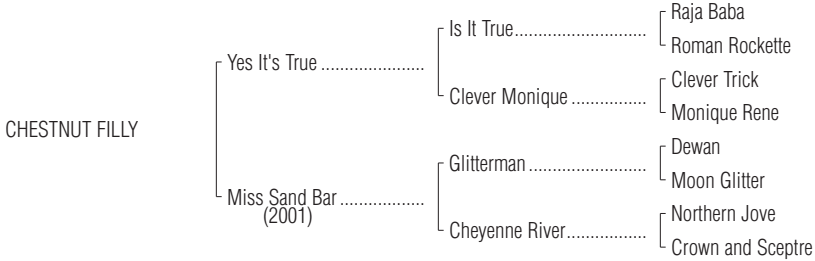 Raja Baba
Is It True
Roman Rockette
Yes It's True
Clever Trick
Clever Monique
Monique Rene
CHESTNUT FILLY
Dewan
Glitterman
Moon Glitter
Miss Sand Bar
(2001)
Northern Jove
Cheyenne River
Crown and Sceptre